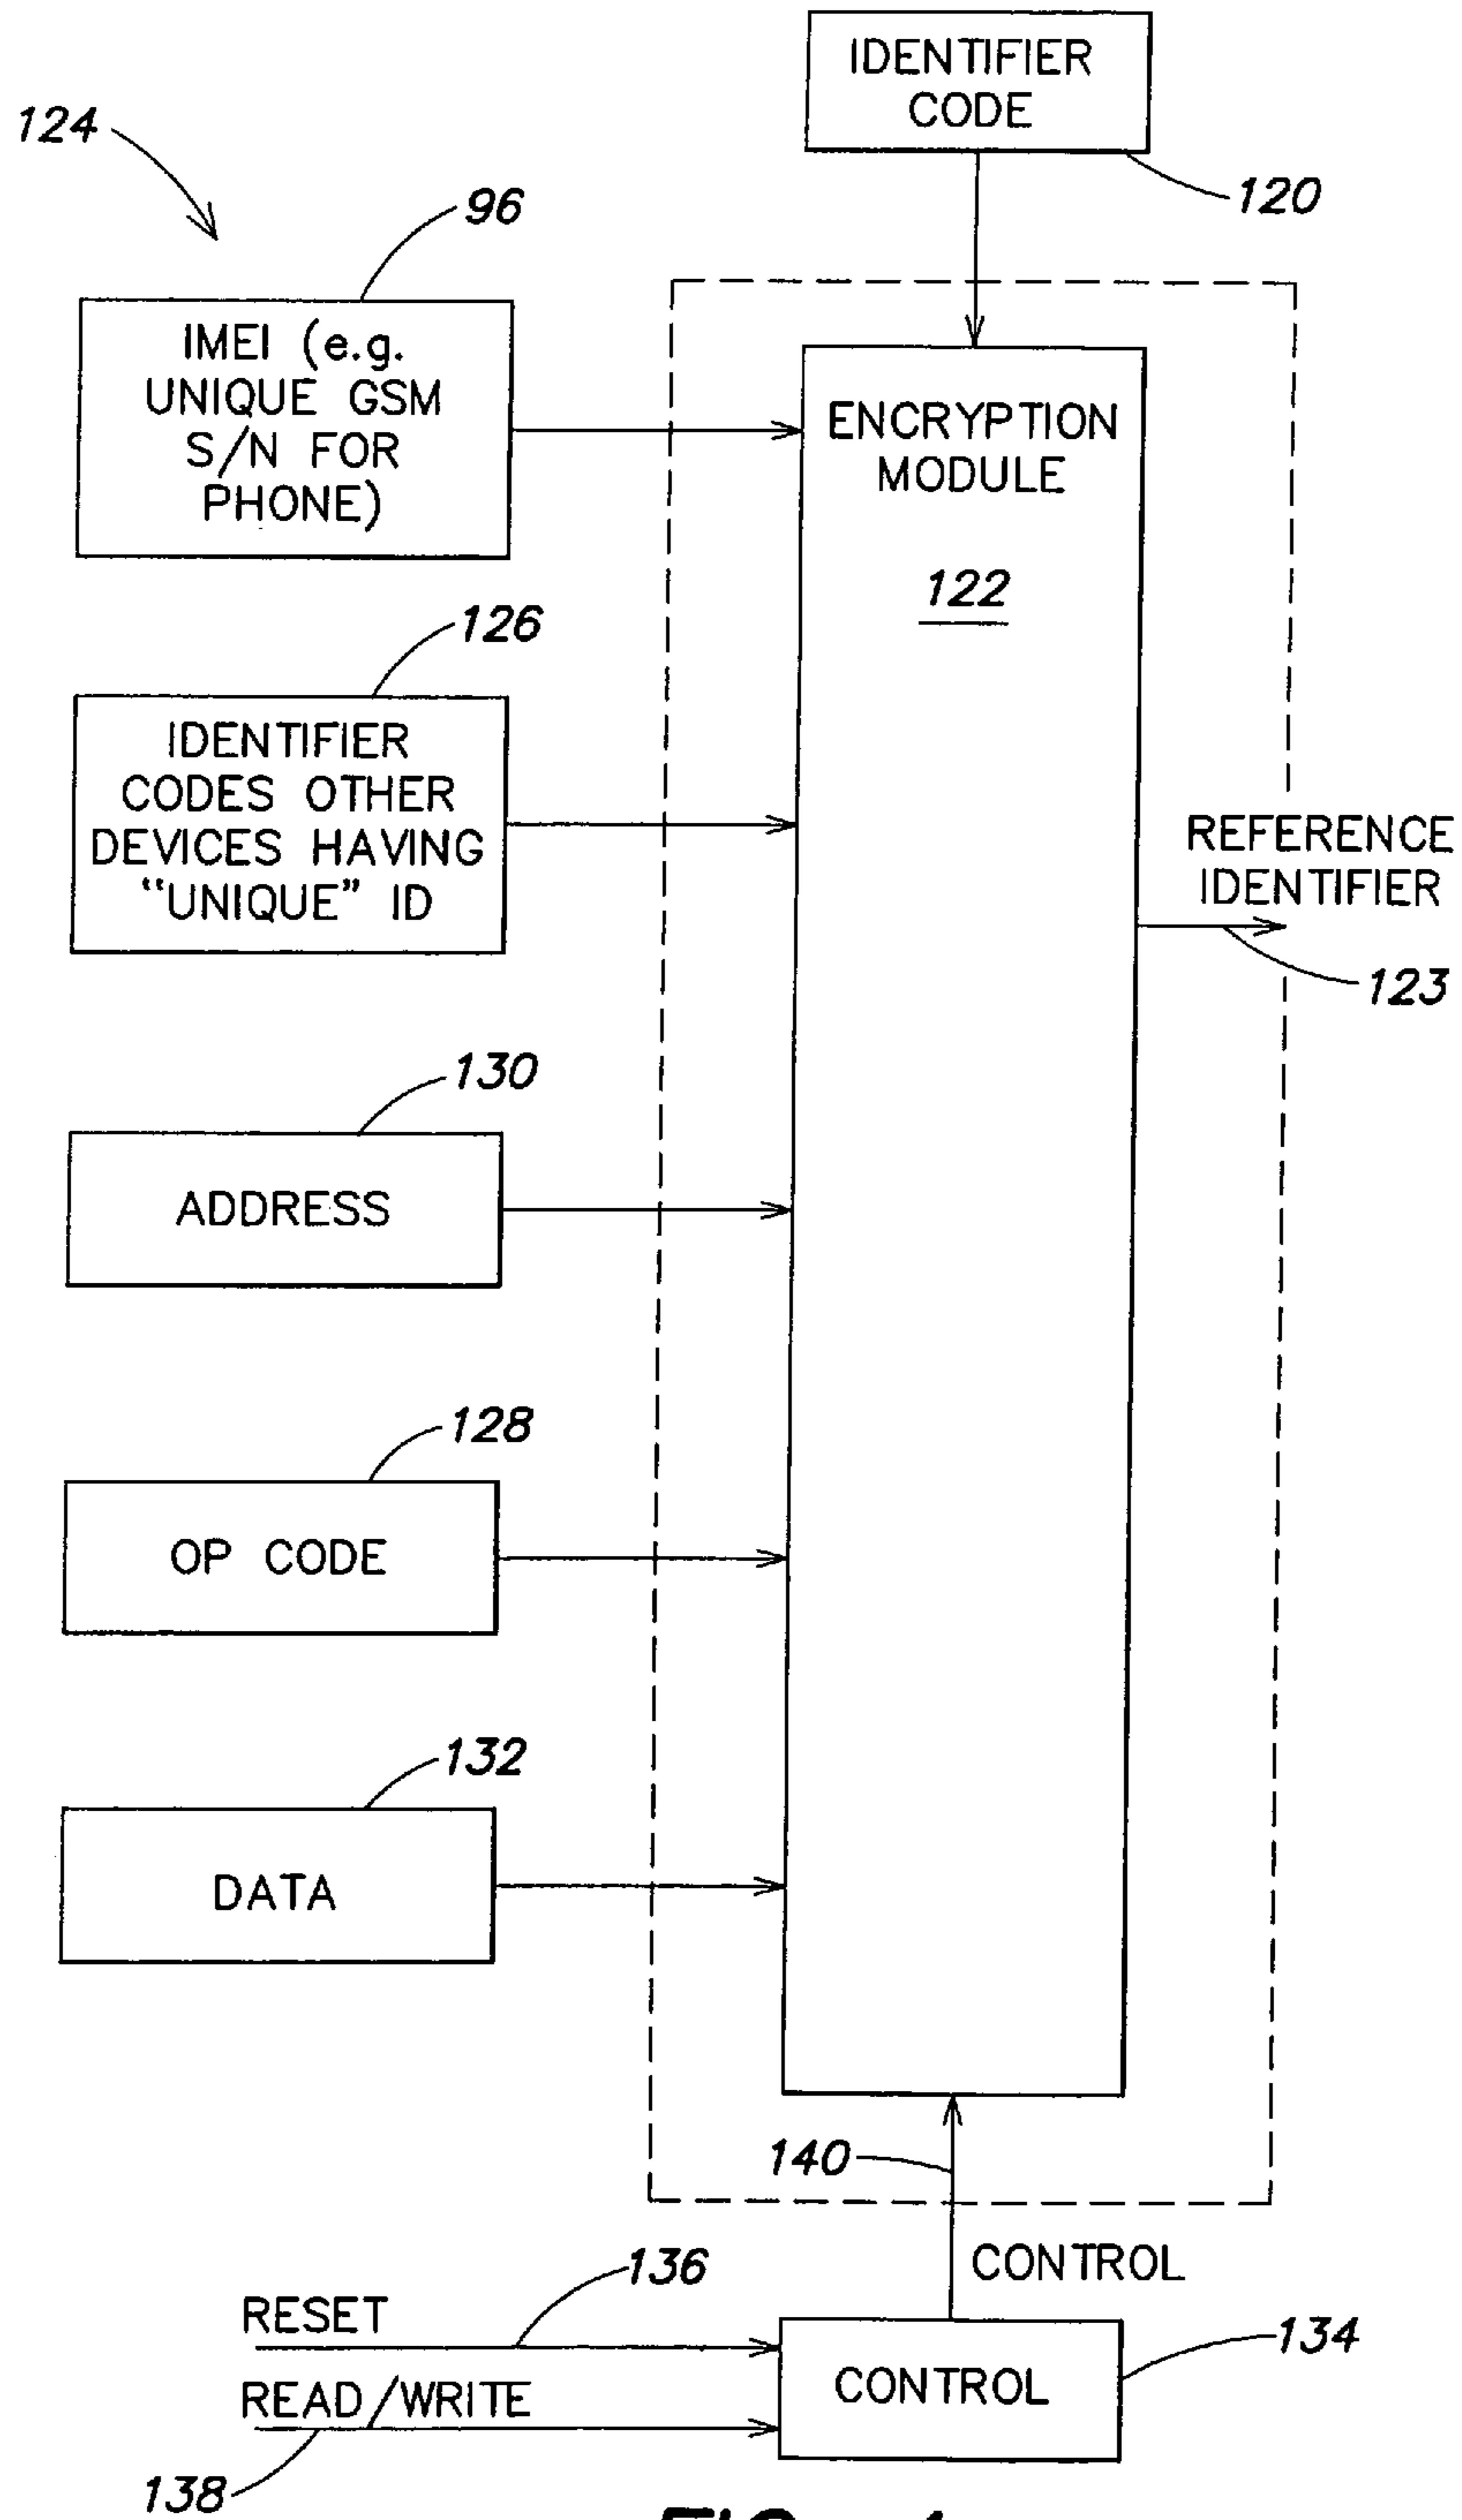 IDENTIFIER
CODE
120
124
96
IMEI (e.g.
UNIQUE GSM
S/N FOR
PHONE)
ENCRYPTION
MODULE
122
126
IDENTIFIER
CODES OTHER
DEVICES HAVING
“UNIQUE” ID
REFERENCE
IDENTIFIER
123
130
ADDRESS
128
OP CODE
132
DATA
140
CONTROL
136
RESET
134
CONTROL
READ/WRITE
138